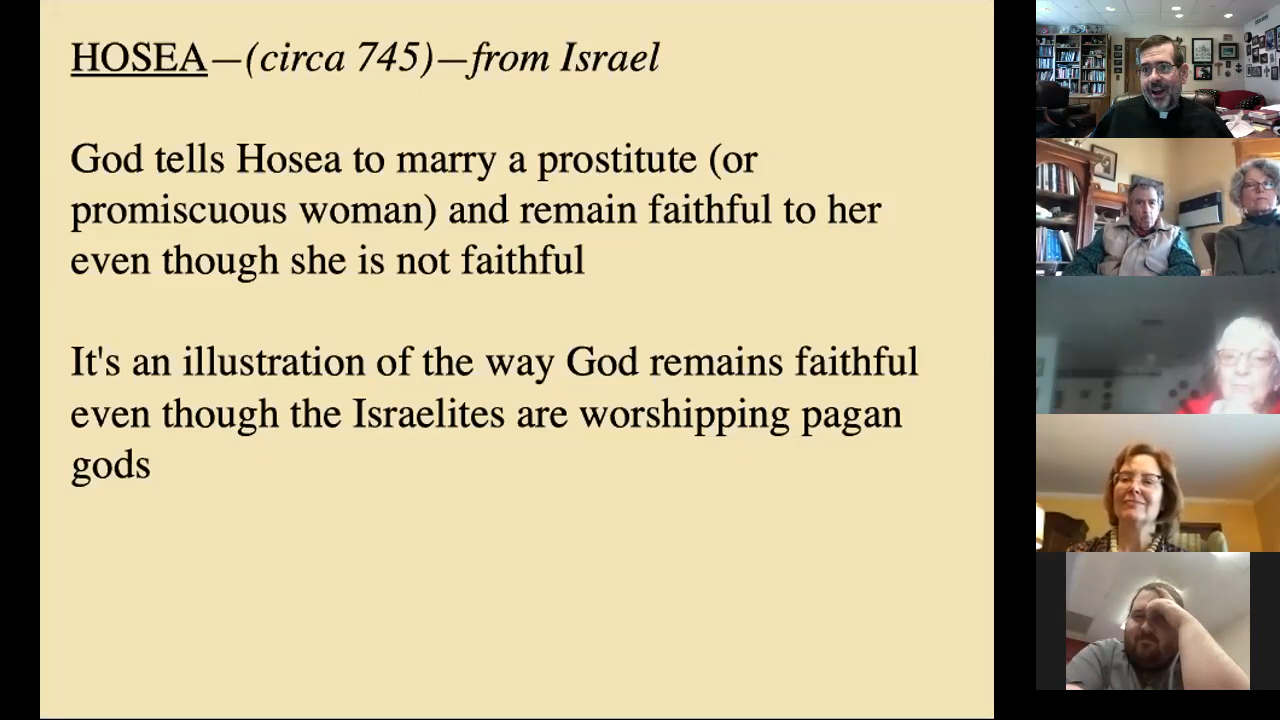 HOSEA—(circa 745)—from Israel
God tells Hosea to marry a prostitute (or
promiscuous woman) and remain faithful to her
even though she is not faithful
It's an illustration of the way God remains faithful
even though the Israelites are worshipping pagan
gods